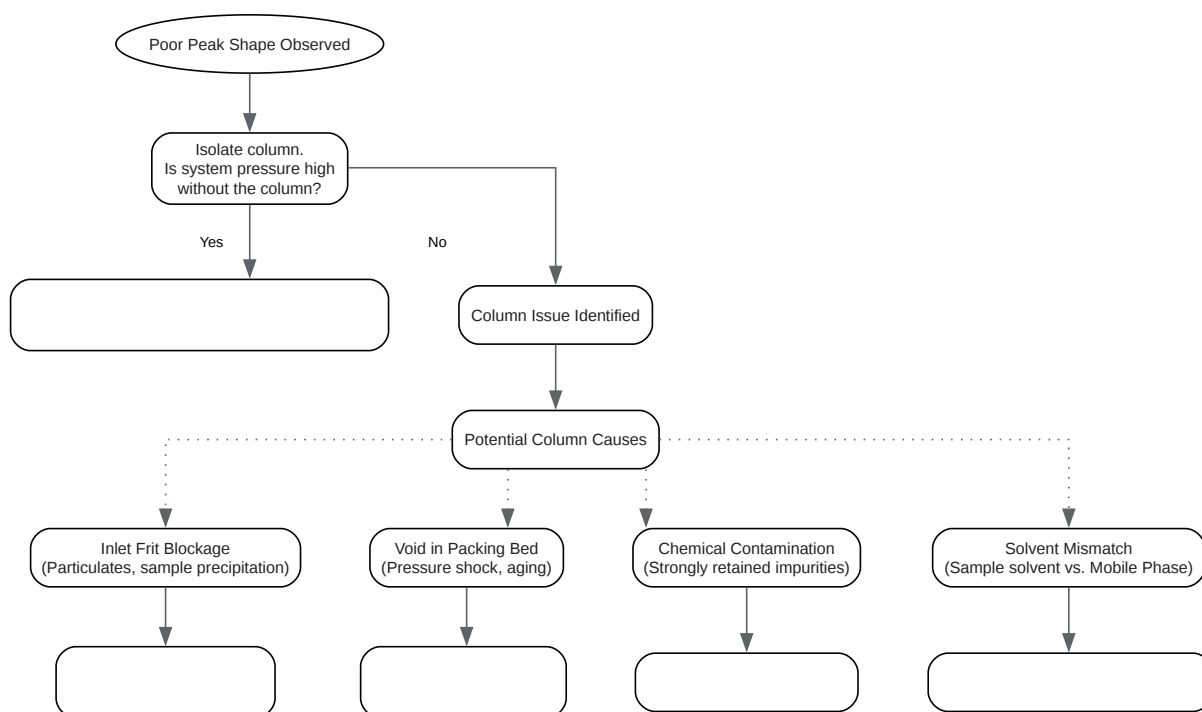 Poor Peak Shape Observed
Isolate column.
Is system pressure high
without the column?
Yes
No
Column Issue Identified
Potential Column Causes
Inlet Frit Blockage
(Particulates, sample precipitation)
Void in Packing Bed
(Pressure shock, aging)
Chemical Contamination
(Strongly retained impurities)
Solvent Mismatch
(Sample solvent vs. Mobile Phase)